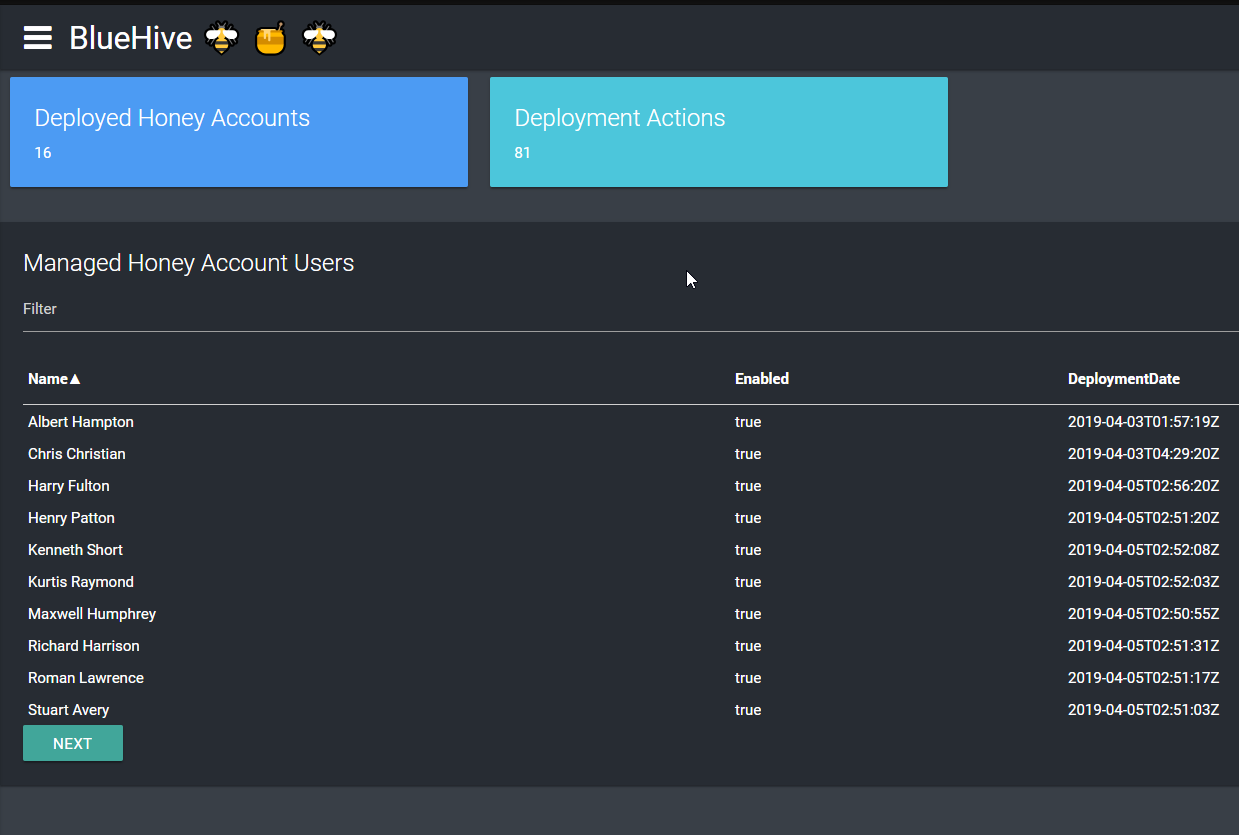 BlueHive
Deployed Honey Accounts
16
Deployment Actions
81
Managed Honey Account Users
Filter
Name▲ Enabled DeploymentDate
Albert Hampton true 2019-04-03T01:57:19Z
Chris Christian true 2019-04-03T04:29:20Z
Harry Fulton true 2019-04-05T02:56:20Z
Henry Patton true 2019-04-05T02:51:20Z
Kenneth Short true 2019-04-05T02:52:08Z
Kurtis Raymond true 2019-04-05T02:52:03Z
Maxwell Humphrey true 2019-04-05T02:50:55Z
Richard Harrison true 2019-04-05T02:51:31Z
Roman Lawrence true 2019-04-05T02:51:17Z
Stuart Avery true 2019-04-05T02:51:03Z
NEXT